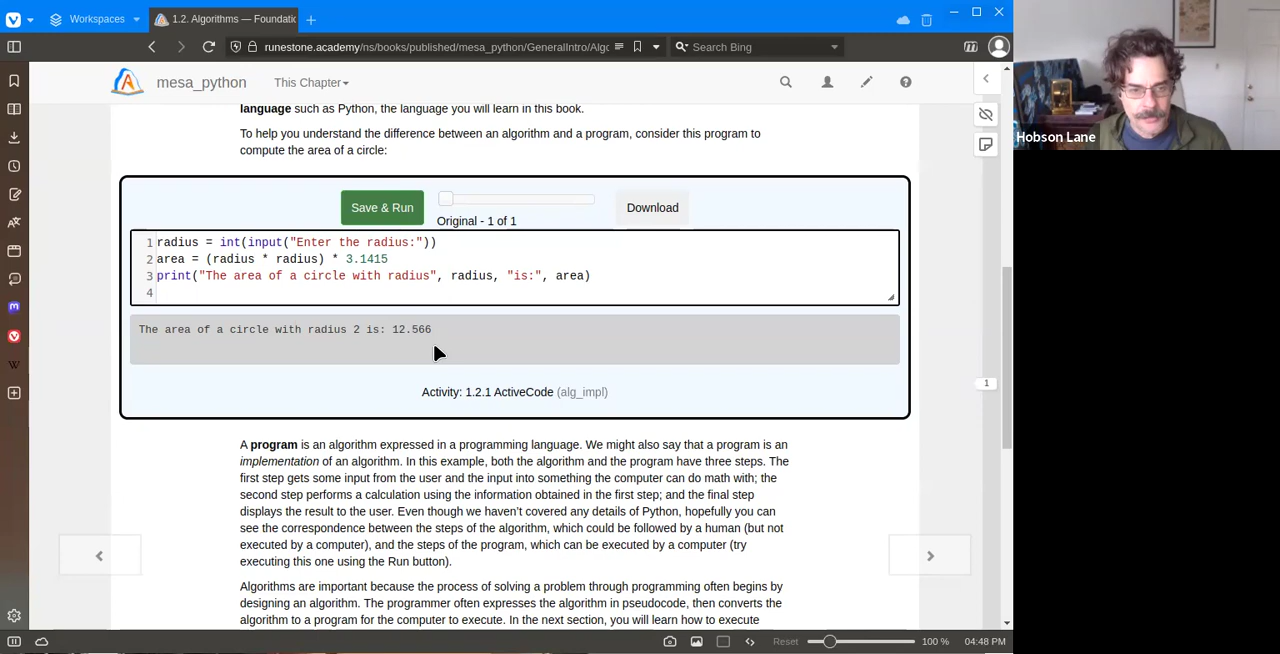 Workspaces
1.2. Algorithms — Foundatic
runestone.academy/ns/books/published/mesa_python/GeneralIntro/Algc
Search Bing
mesa_python
This Chapter
language such as Python, the language you will learn in this book.
To help you understand the difference between an algorithm and a program, consider this program to
compute the area of a circle:
Save & Run
Original - 1 of 1
Download
1 radius = int(input("Enter the radius:"))
2 area = (radius * radius) * 3.1415
3 print("The area of a circle with radius", radius, "is:", area)
4
The area of a circle with radius 2 is: 12.566
Activity: 1.2.1 ActiveCode (alg_impl)
1
A program is an algorithm expressed in a programming language. We might also say that a program is an
implementation of an algorithm. In this example, both the algorithm and the program have three steps. The
first step gets some input from the user and the input into something the computer can do math with; the
second step performs a calculation using the information obtained in the first step; and the final step
displays the result to the user. Even though we haven't covered any details of Python, hopefully you can
see the correspondence between the steps of the algorithm, which could be followed by a human (but not
executed by a computer), and the steps of the program, which can be executed by a computer (try
executing this one using the Run button).
Algorithms are important because the process of solving a problem through programming often begins by
designing an algorithm. The programmer often expresses the algorithm in pseudocode, then converts the
algorithm to a program for the computer to execute. In the next section, you will learn how to execute
Reset
100 %
04:48 PM
Hobson Lane